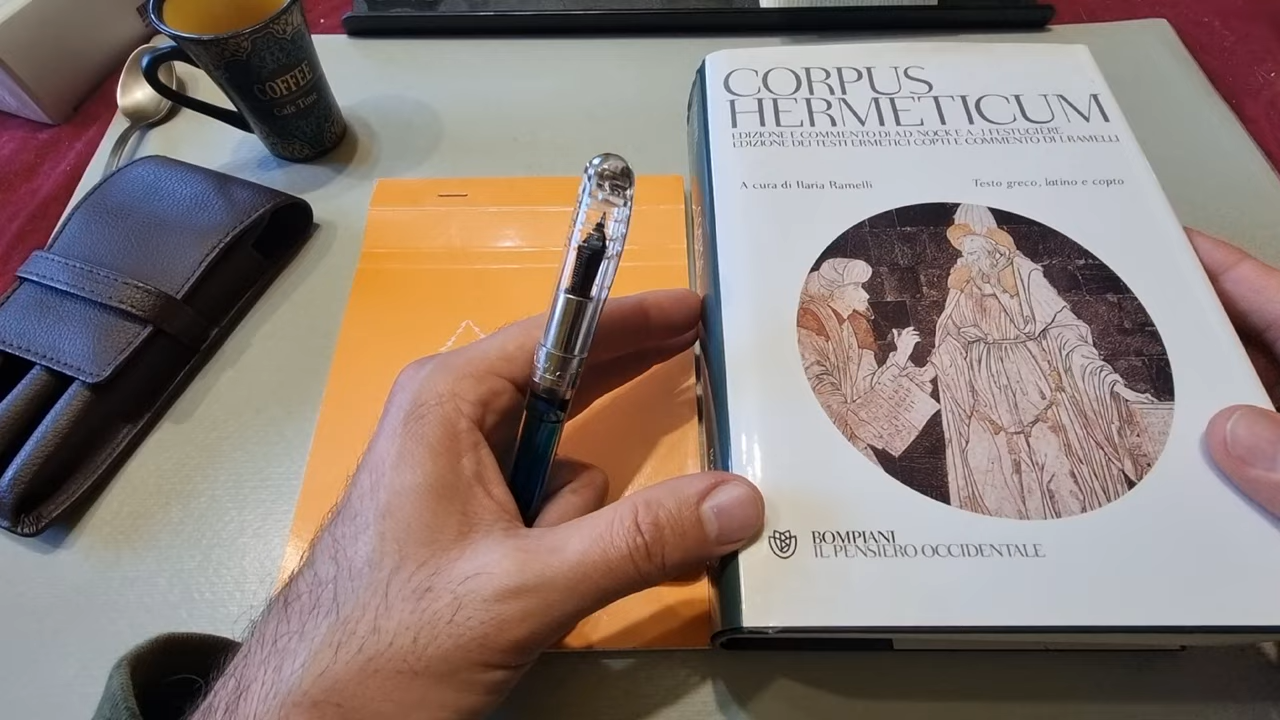 COFFEE
Cafe Time
CORPUS
HERMETICUM
EDIZIONE E COMMENTO DI A.D. NOCK E A.-J. FESTUGIÈRE
EDIZIONE DEI TESTI ERMETICI COPTI E COMMENTO DI I. RAMELLI
A cura di Ilaria Ramelli
Testo greco, latino e copto
BOMPIANI
IL PENSIERO OCCIDENTALE